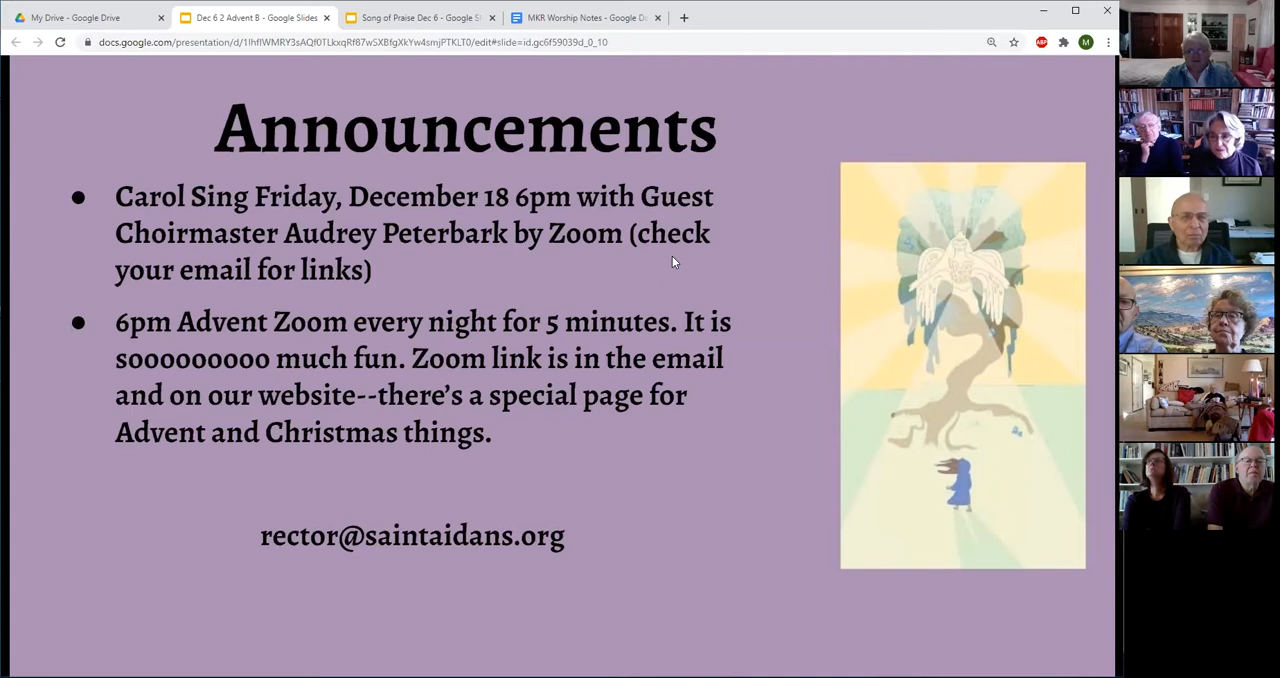 My Drive - Google Drive
Dec 6 2 Advent B - Google Slides
Song of Praise Dec 6 - Google Sl
MKR Worship Notes - Google Do
docs.google.com/presentation/d/1IhfIWMRY3sAQf0TLkxqRf87wSXBfgXkYw4smjPTKLT0/edit#slide=id.gc6f59039d_0_10
ABP
M
Announcements
● Carol Sing Friday, December 18 6pm with Guest
Choirmaster Audrey Peterbark by Zoom (check
your email for links)
● 6pm Advent Zoom every night for 5 minutes. It is
sooooooooo much fun. Zoom link is in the email
and on our website--there’s a special page for
Advent and Christmas things.
rector@saintaidans.org